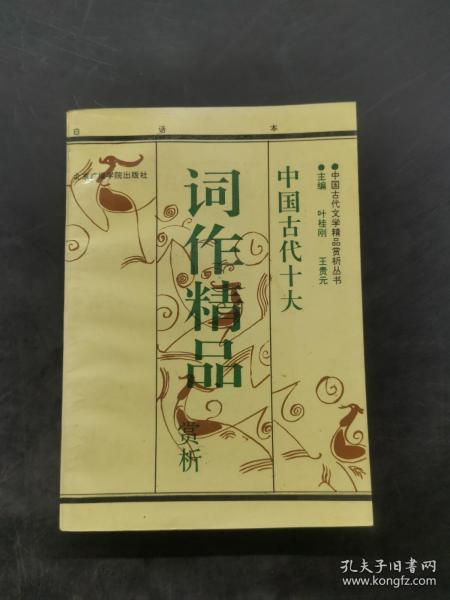 白话本
●中国古代文学精品赏析丛书
●主编 叶桂刚 王贵元
中国古代十大
词作精品
赏析
北京广播学院出版社
孔夫子旧书网
www.kongfz.com